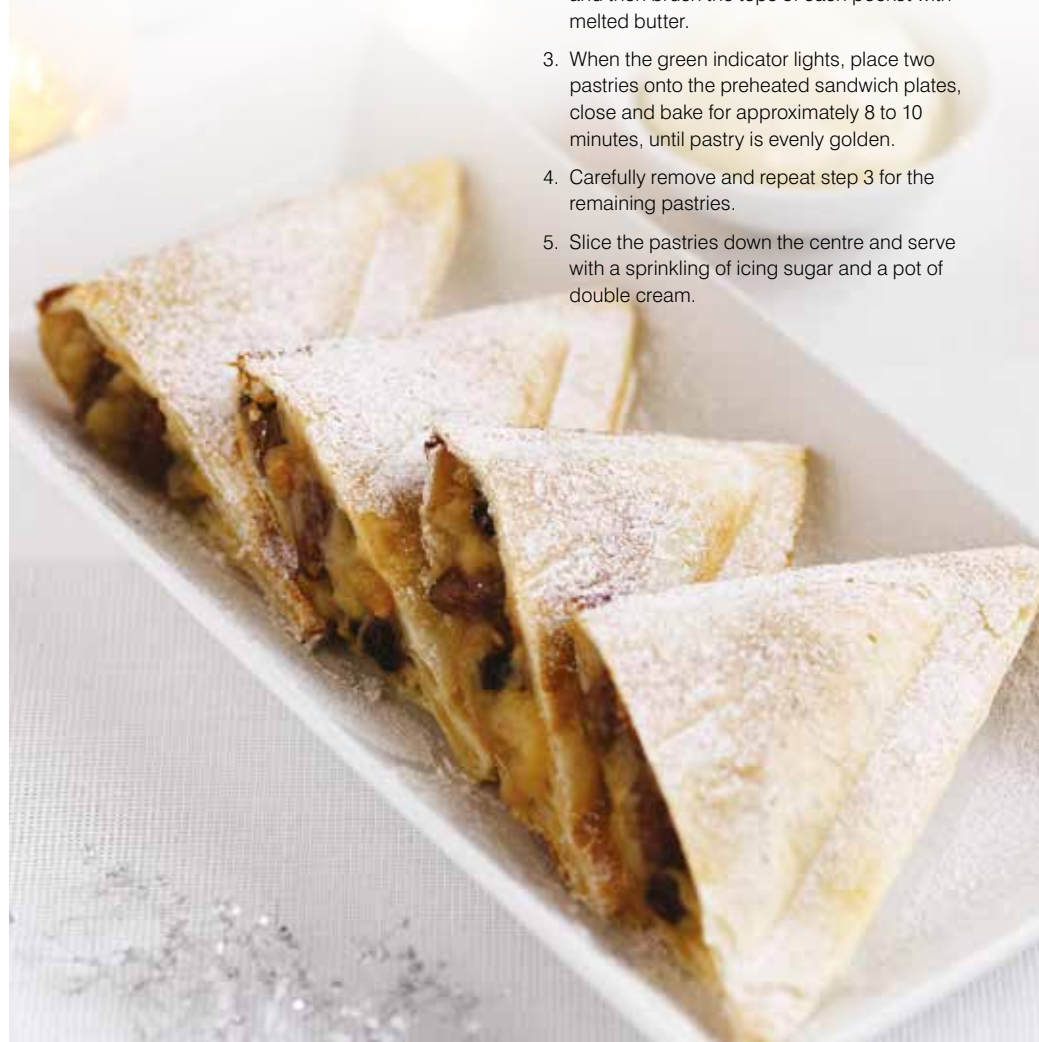 melted butter.
3. When the green indicator lights, place two
pastries onto the preheated sandwich plates,
close and bake for approximately 8 to 10
minutes, until pastry is evenly golden.
4. Carefully remove and repeat step 3 for the
remaining pastries.
5. Slice the pastries down the centre and serve
with a sprinkling of icing sugar and a pot of
double cream.